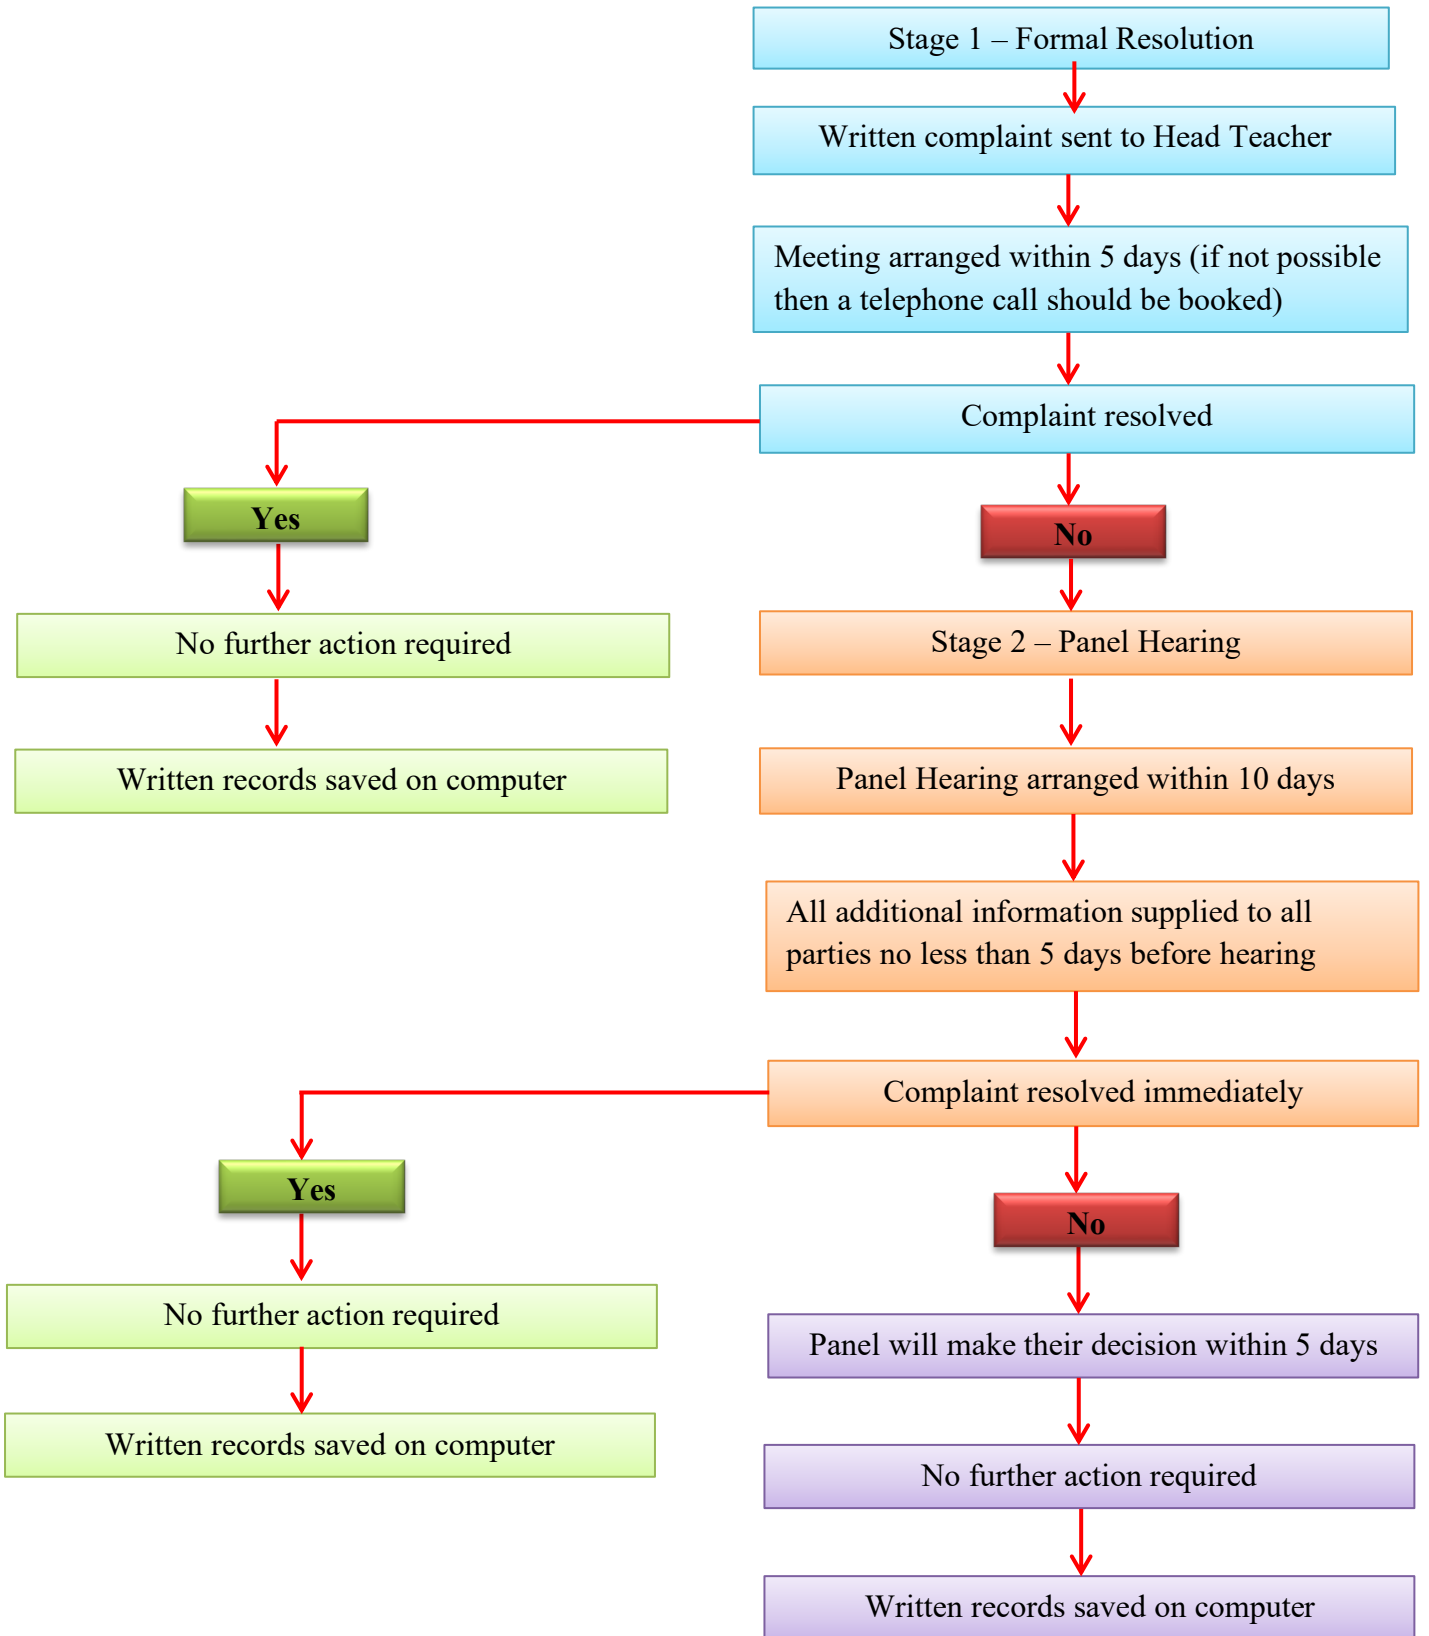 Stage 1 – Formal Resolution
Written complaint sent to Head Teacher
Meeting arranged within 5 days (if not possible
then a telephone call should be booked)
Complaint resolved
Yes
No
No further action required
Stage 2 – Panel Hearing
Written records saved on computer
Panel Hearing arranged within 10 days
All additional information supplied to all
parties no less than 5 days before hearing
Complaint resolved immediately
Yes
No
No further action required
Panel will make their decision within 5 days
Written records saved on computer
No further action required
Written records saved on computer